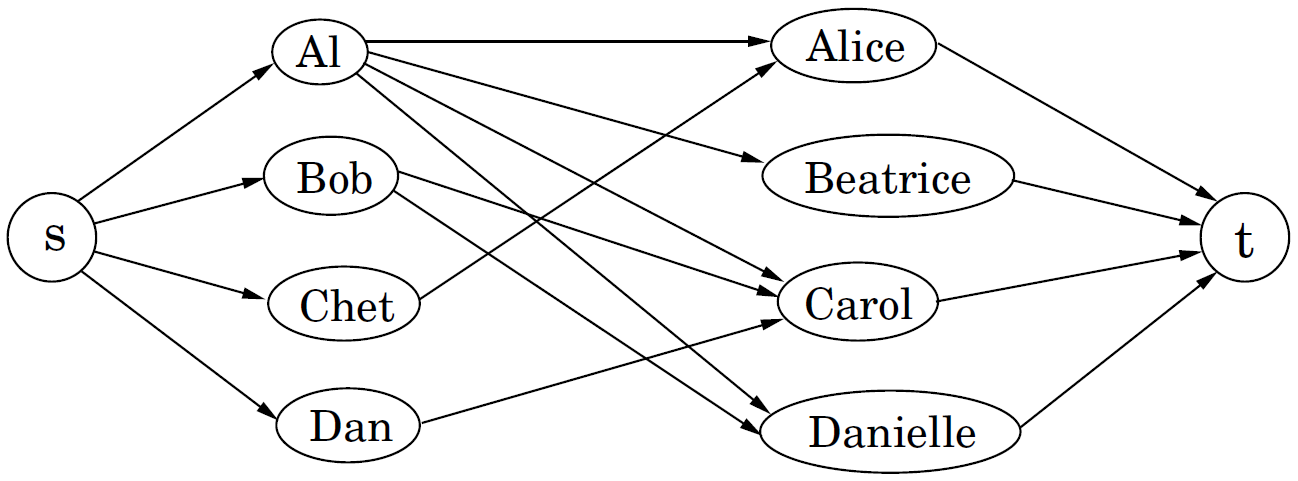 Al
Alice
Bob
Beatrice
s
t
Chet
Carol
Dan
Danielle